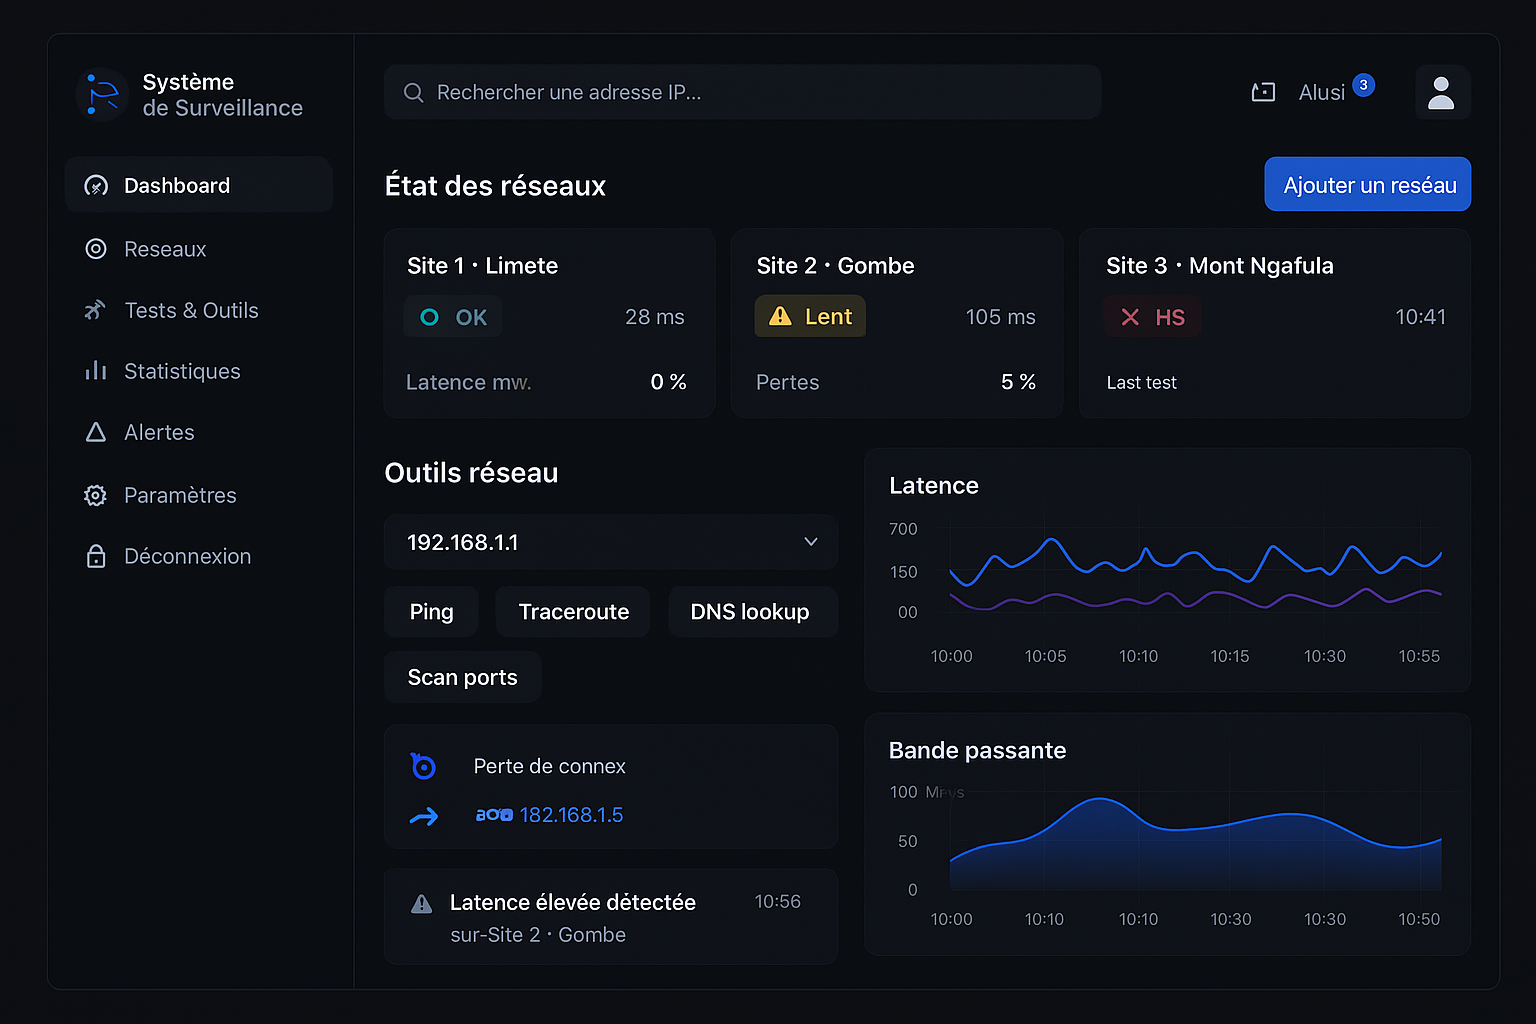 Système
de Surveillance
Rechercher une adresse IP...
Alusi 3
Dashboard
Reseaux
Tests & Outils
Statistiques
Alertes
Paramètres
Déconnexion
État des réseaux
Ajouter un reséau
Site 1 · Limete
OK 28 ms
Latence mw. 0 %
Site 2 · Gombe
Lent 105 ms
Pertes 5 %
Site 3 · Mont Ngafula
HS 10:41
Last test
Outils réseau
192.168.1.1
Ping Traceroute DNS lookup
Scan ports
Perte de connex
182.168.1.5
Latence élevée détectée 10:56
sur-Site 2 · Gombe
Latence
700
150
00
10:00 10:05 10:10 10:15 10:30 10:55
Bande passante
100
50
0
10:00 10:10 10:10 10:30 10:30 10:50